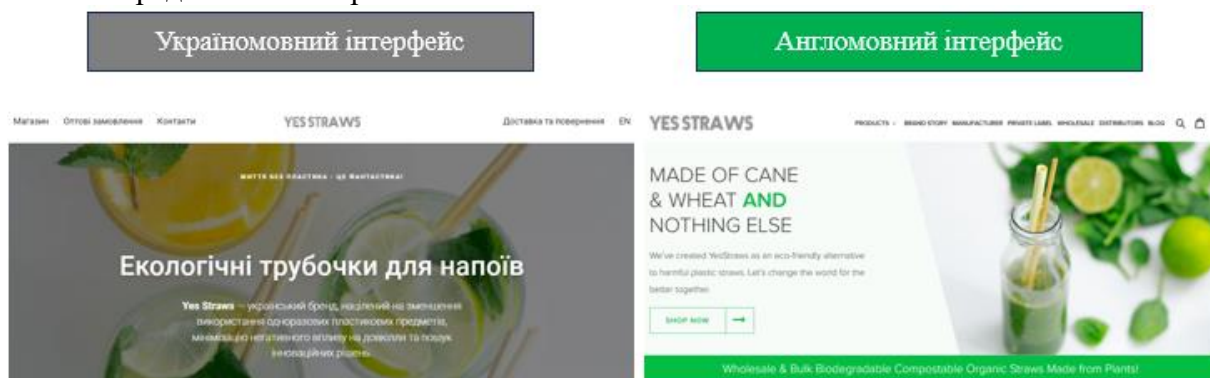 Україномовний інтерфейс
Англомовний інтерфейс
Магазин Оптові замовлення Контакти YES STRAWS Доставка та повернення EN
ЖИТТЯ БЕЗ ПЛАСТИКА - ЦЕ ФАНТАСТИКА!
Екологічні трубочки для напоїв
Yes Straws – український бренд, націлений на зменшення
використання одноразових пластикових предметів,
мінімізацію негативного впливу на довкілля та пошук
інноваційних рішень
YES STRAWS PRODUCTS BRAND STORY MANUFACTURER PRIVATE LABEL WHOLESALE DISTRIBUTORS BLOG
MADE OF CANE
& WHEAT AND
NOTHING ELSE
We've created YesStraws as an eco-friendly alternative
to harmful plastic straws. Let's change the world for the
better together.
SHOP NOW
Wholesale & Bulk Biodegradable Compostable Organic Straws Made from Plants!